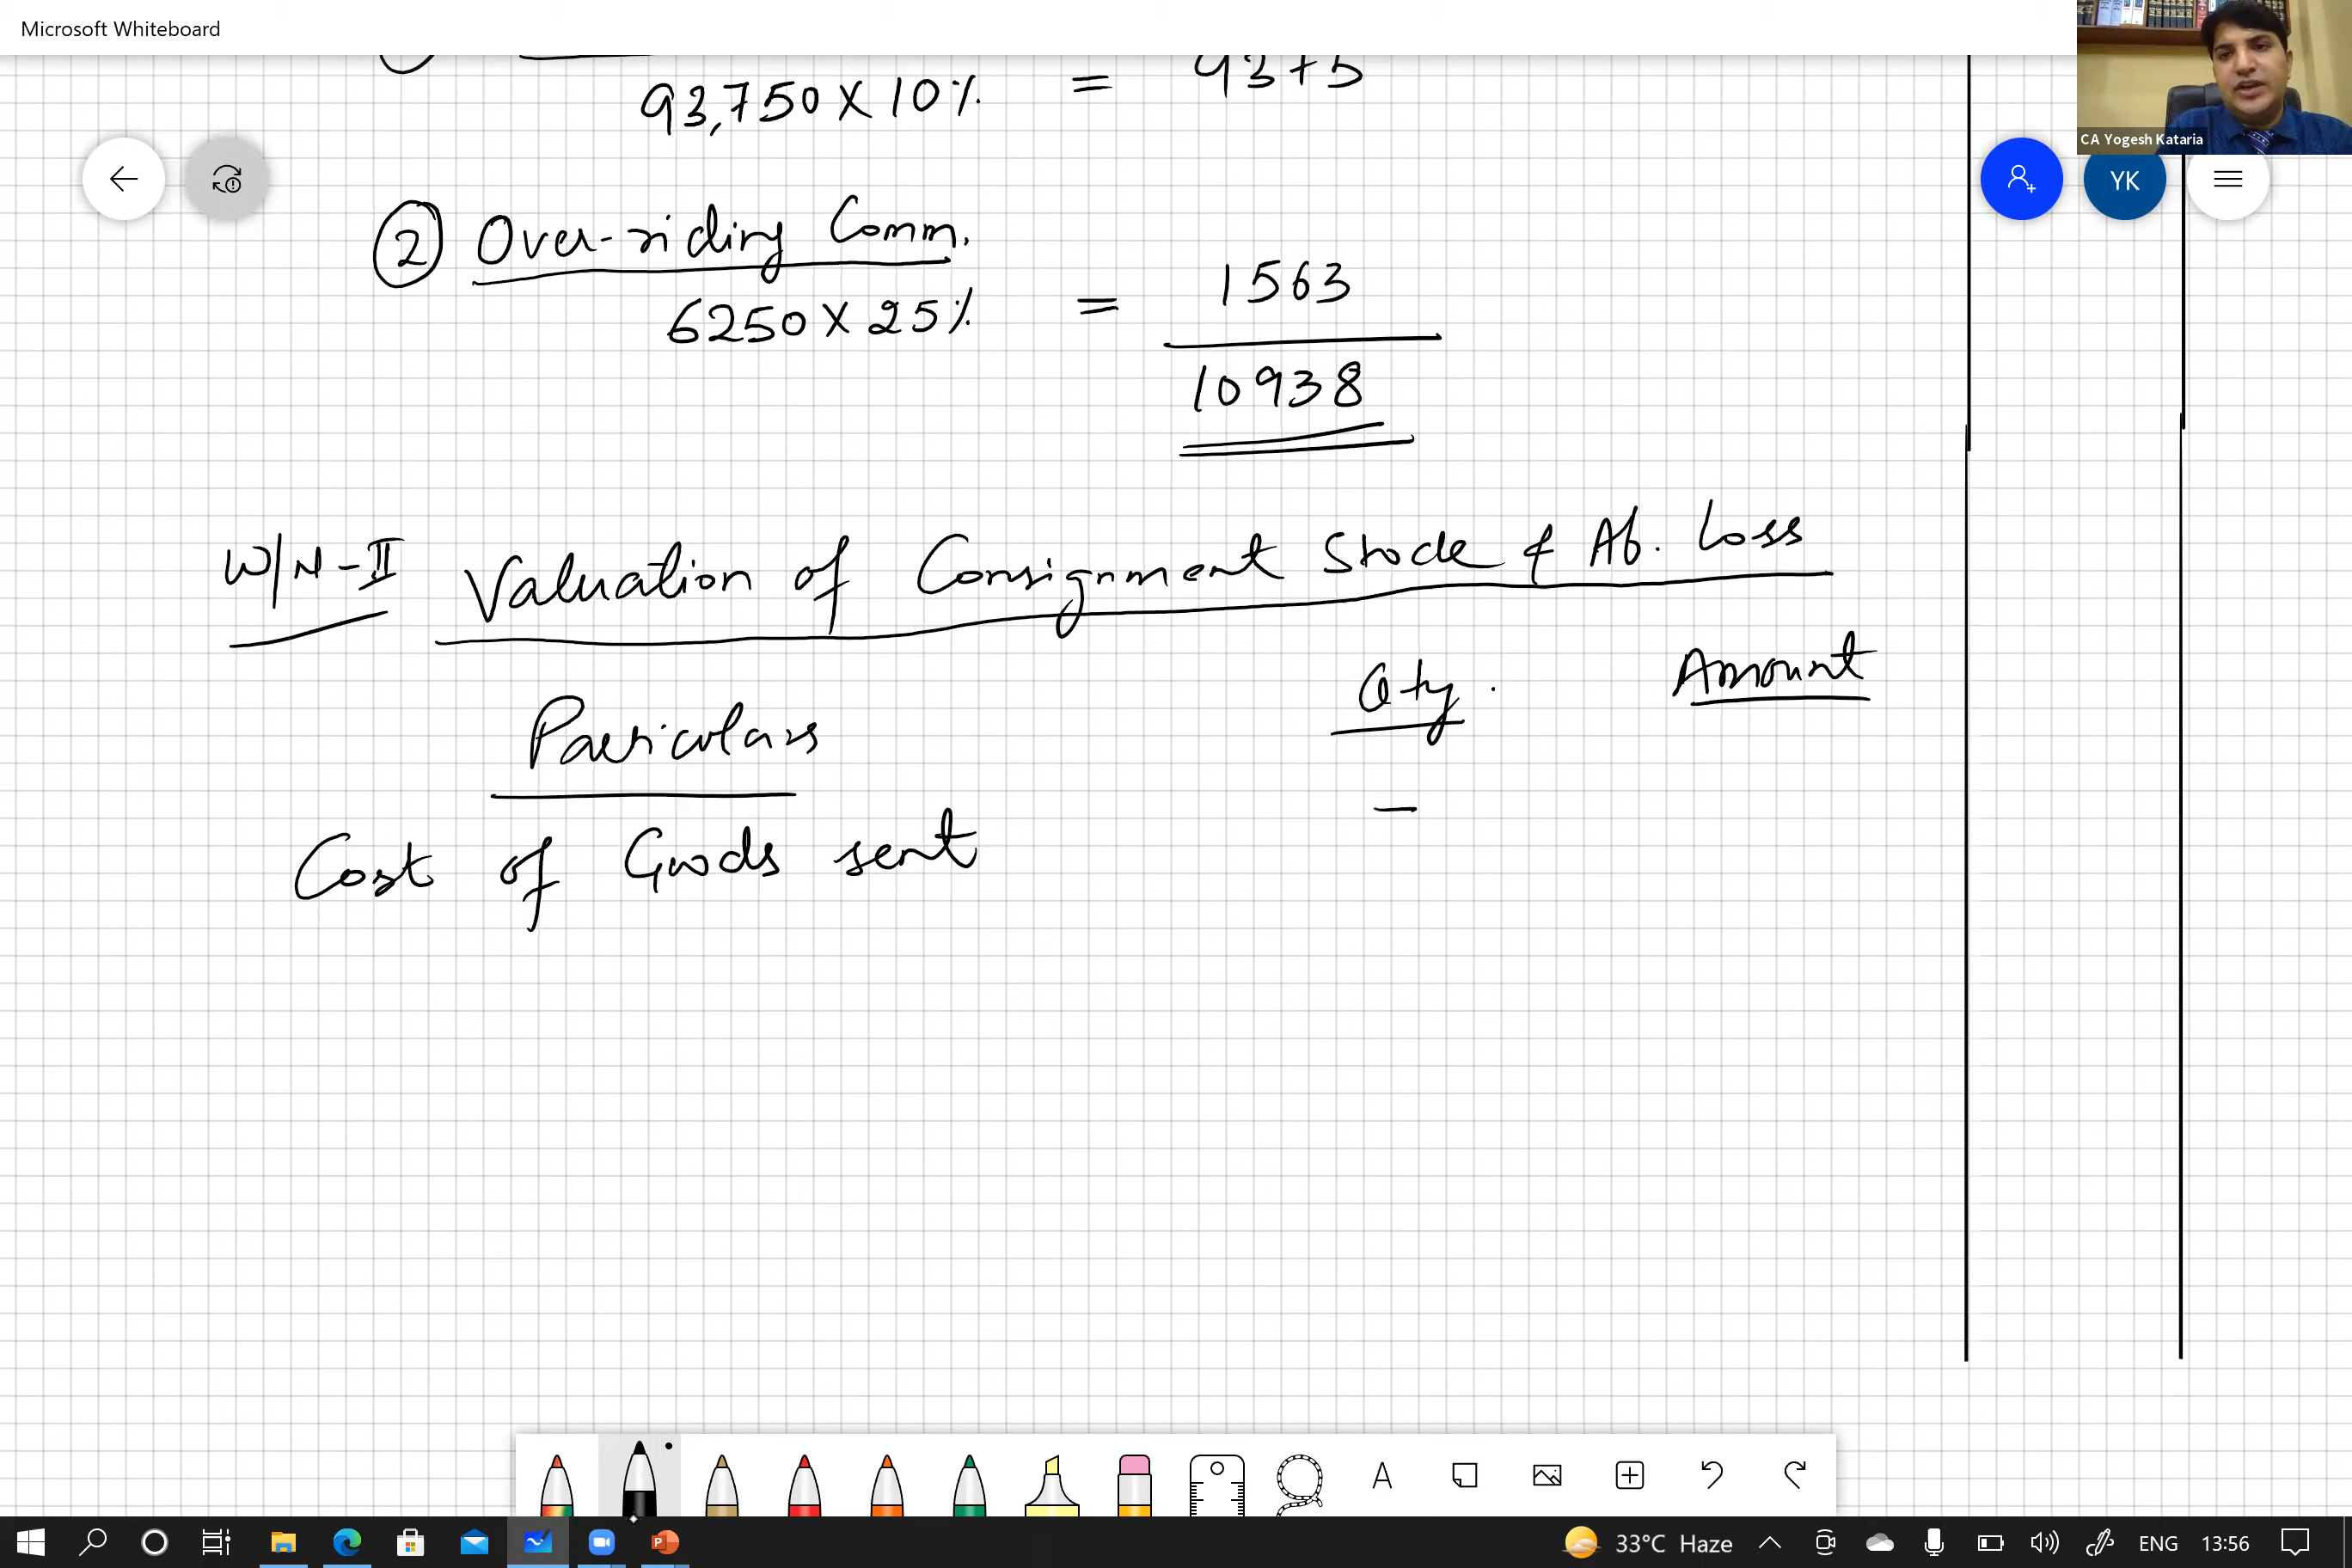 Microsoft Whiteboard
93,750 X 10% = 9375
CA Yogesh Kataria
YK
2 Over-riding Comm.
6250 X 25% = 1563
10938
W/N-II Valuation of Consignment Stock & Ab. Loss
Pariculars Qty. Amount
Cost of Goods sent —
A
33°C Haze ENG 13:56